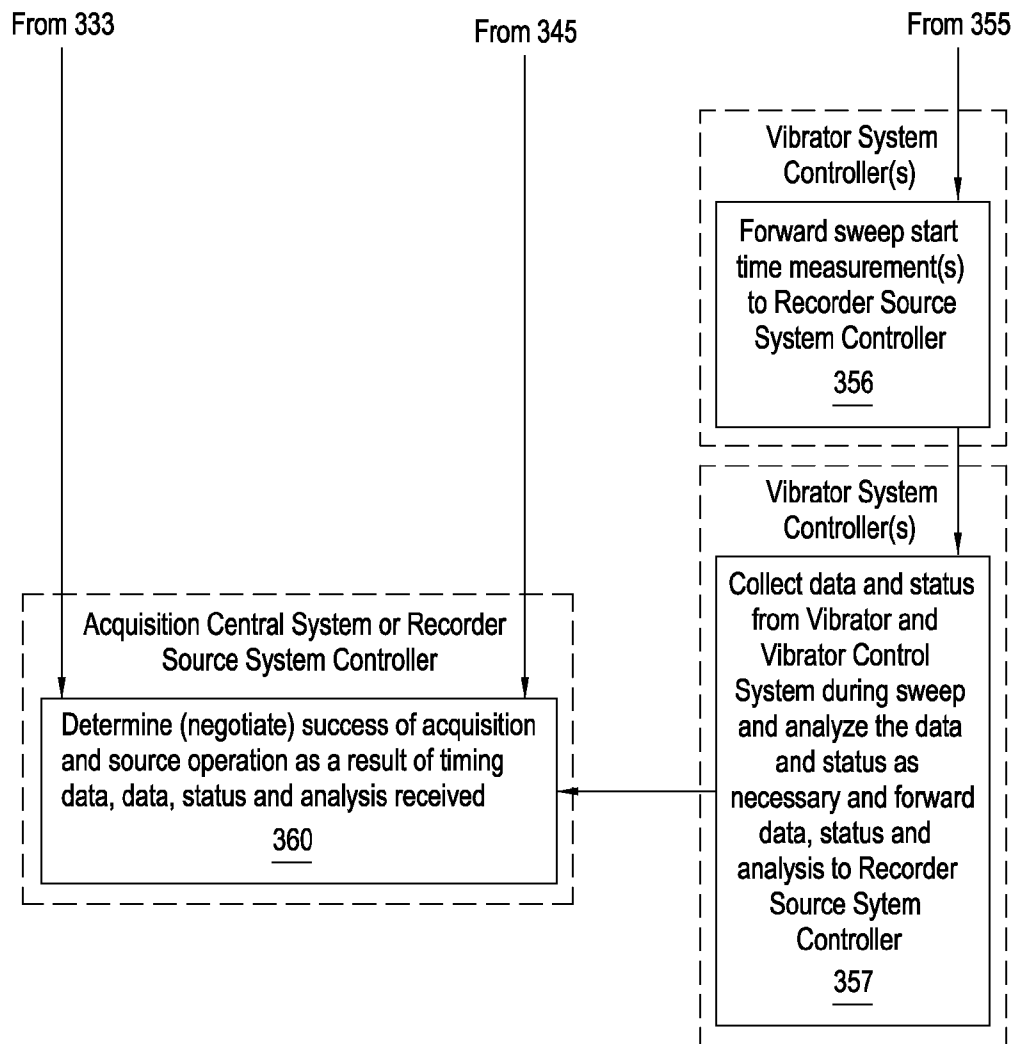 From 333
From 345
From 355
Vibrator System
Controller(s)
Forward sweep start
time measurement(s)
to Recorder Source
System Controller
356
Vibrator System
Controller(s)
Collect data and status
from Vibrator and
Vibrator Control
System during sweep
and analyze the data
and status as
necessary and forward
data, status and
analysis to Recorder
Source Sytem
Controller
357
Acquisition Central System or Recorder
Source System Controller
Determine (negotiate) success of acquisition
and source operation as a result of timing
data, data, status and analysis received
360